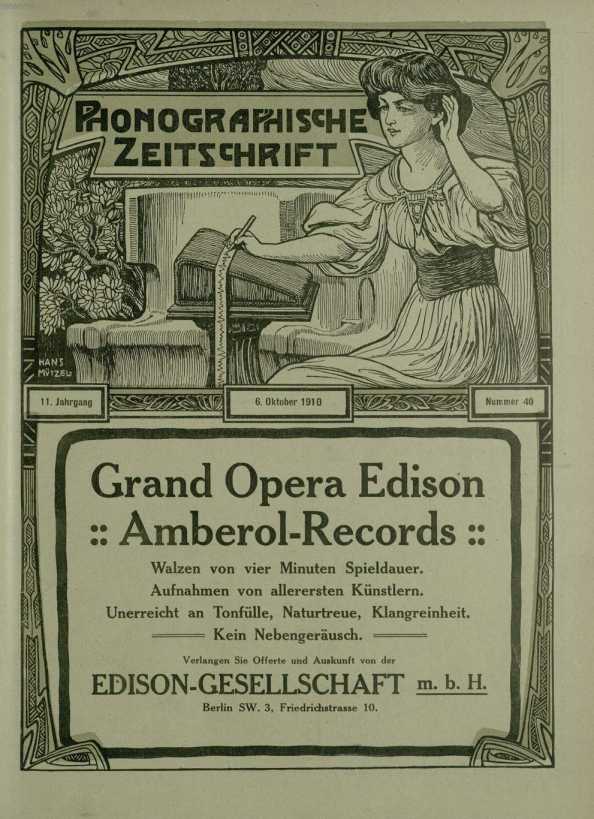 PHONOGRAPHISCHE
ZEITSCHRIFT
HANS
MÜTZEL
11. Jahrgang
6. Oktober 1910
Nummer 40
Grand Opera Edison
:: Amberol-Records ::
Walzen von vier Minuten Spieldauer.
Aufnahmen von allerersten Künstlern.
Unerreicht an Tonfülle, Naturtreue, Klangreinheit.
Kein Nebengeräusch.
Verlangen Sie Offerte und Auskunft von der
EDISON-GESELLSCHAFT m. b. H.
Berlin SW. 3, Friedrichstrasse 10.